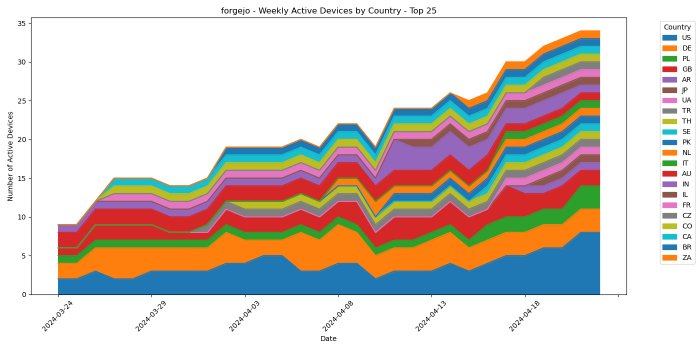 forgejo - Weekly Active Devices by Country - Top 25
Number of Active Devices
35
30
25
20
15
10
5
0
2024-03-24
2024-03-29
2024-04-03
2024-04-08
2024-04-13
2024-04-18
Date
Country
US
DE
PL
GB
AR
JP
UA
TR
TH
SE
PK
NL
IT
AU
IN
IL
FR
CZ
CO
CA
BR
ZA